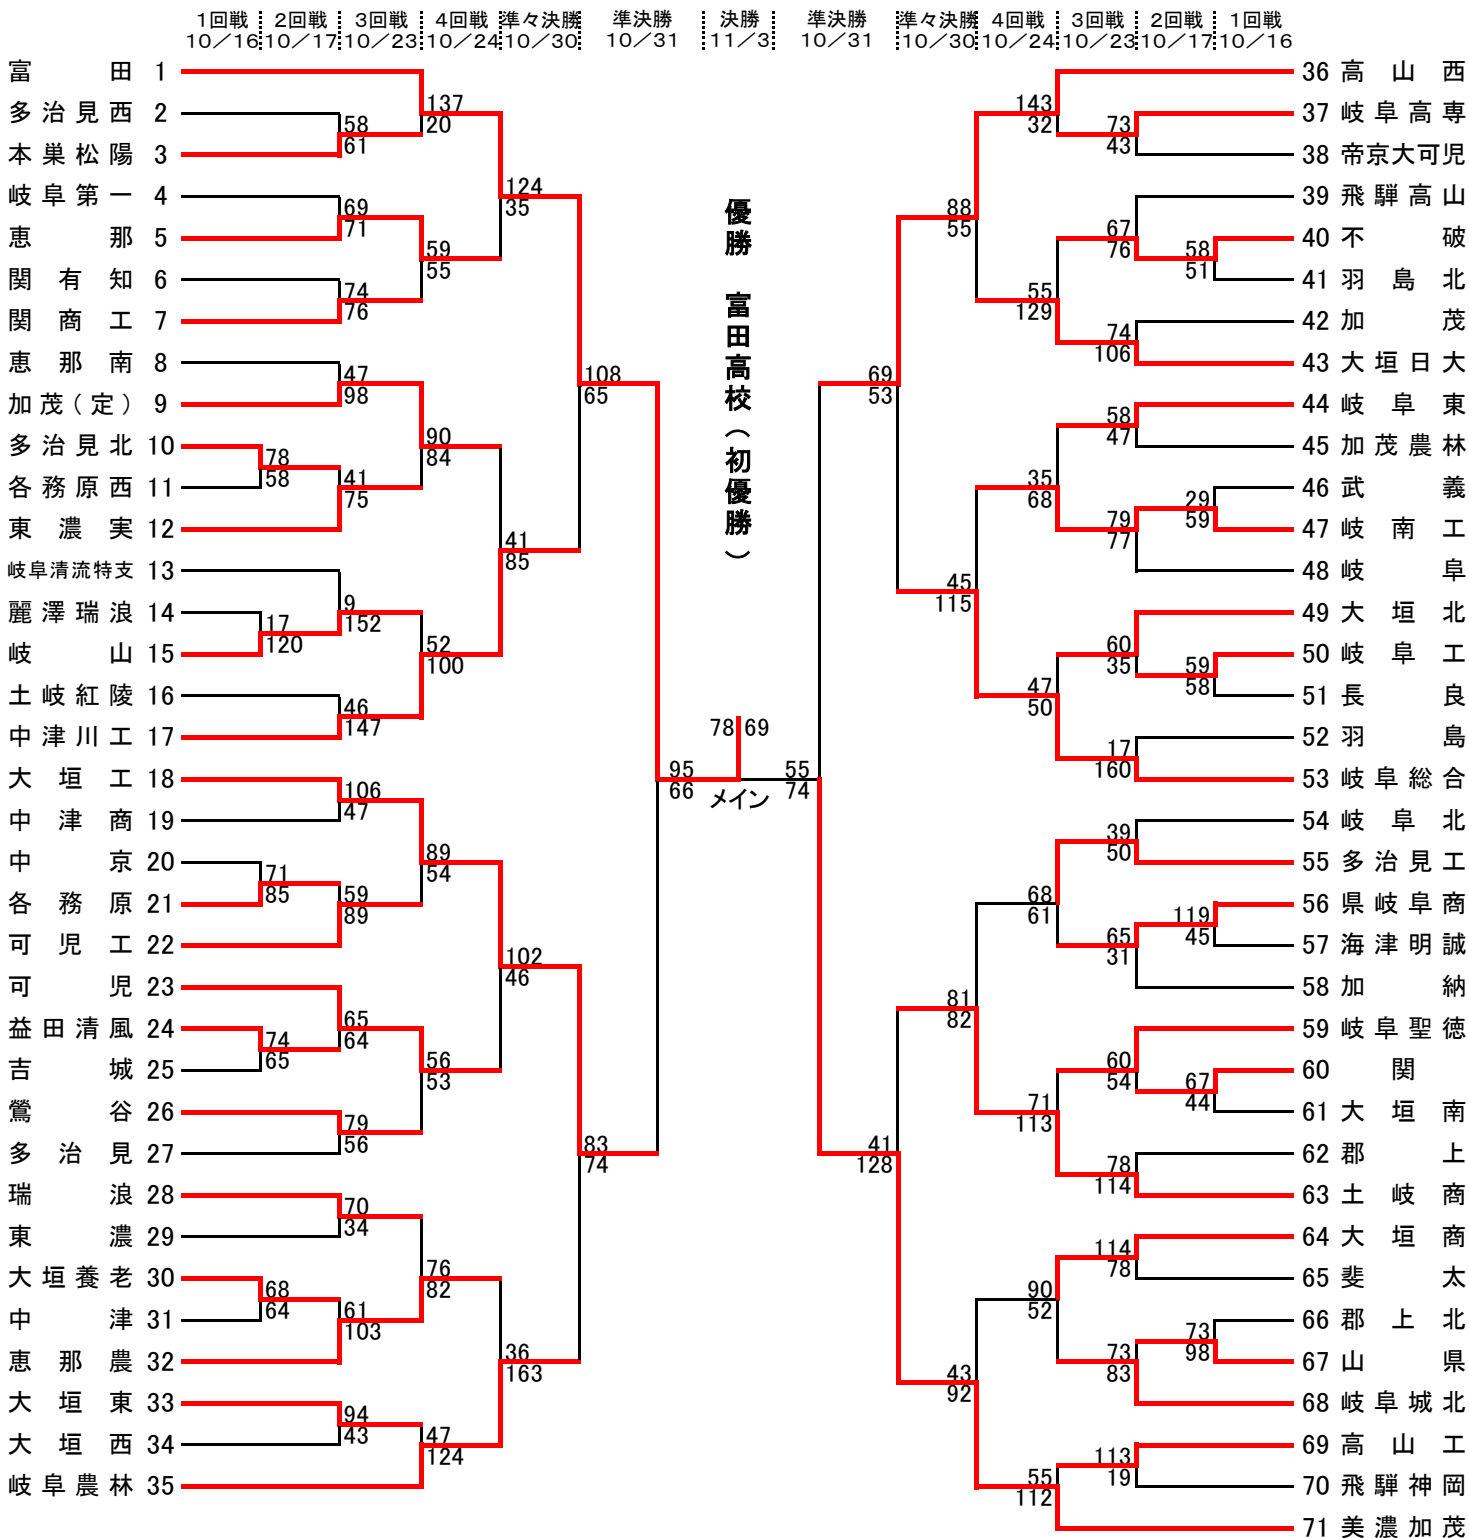 1回戦 2回戦 3回戦 4回戦 準々決勝 準決勝 決勝 準決勝 準々決勝 4回戦 3回戦 2回戦 1回戦
10／16 10／17 10／23 10／24 10／30 10／31 11／3 10／31 10／30 10／24 10／23 10／17 10／16
富田 1
多治見西 2
本巣松陽 3
岐阜第一 4
恵那 5
関有知 6
関商工 7
恵那南 8
加茂(定) 9
多治見北 10
各務原西 11
東濃実 12
岐阜清流特支 13
麗澤瑞浪 14
岐山 15
土岐紅陵 16
中津川工 17
大垣工 18
中津商 19
中京 20
各務原 21
可児工 22
可児 23
益田清風 24
吉城 25
鶯谷 26
多治見 27
瑞浪 28
東濃 29
大垣養老 30
中津 31
恵那農 32
大垣東 33
大垣西 34
岐阜農林 35
78
58
17
120
71
85
74
65
68
64
58
61
69
71
74
76
47
98
41
75
9
152
46
147
106
47
59
89
65
64
79
56
70
34
61
103
94
43
137
20
59
55
90
84
52
100
89
54
56
53
76
82
47
124
124
35
41
85
102
46
36
163
108
65
83
74
95
66
優勝 富田高校（初優勝）
78 69
メイン
55
74
69
53
41
128
88
55
45
115
81
82
43
92
143
32
55
129
35
68
47
50
68
61
71
113
90
52
55
112
73
43
67
76
74
106
58
47
79
77
60
35
17
160
39
50
65
31
60
54
78
114
114
78
73
83
113
19
58
51
29
59
59
58
119
45
67
44
73
98
36 高山西
37 岐阜高専
38 帝京大可児
39 飛騨高山
40 不破
41 羽島北
42 加茂
43 大垣日大
44 岐阜東
45 加茂農林
46 武義
47 岐南工
48 岐阜
49 大垣北
50 岐阜工
51 長良
52 羽島
53 岐阜総合
54 岐阜北
55 多治見工
56 県岐阜商
57 海津明誠
58 加納
59 岐阜聖徳
60 関
61 大垣南
62 郡上
63 土岐商
64 大垣商
65 斐太
66 郡上北
67 山県
68 岐阜城北
69 高山工
70 飛騨神岡
71 美濃加茂